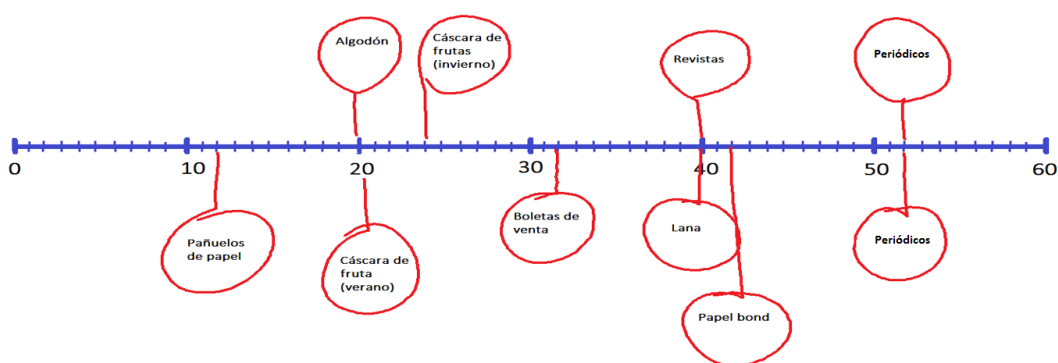 Algodón
Cáscara de
frutas
(invierno)
Revistas
Periódicos
0
10
20
30
40
50
60
Pañuelos
de papel
Cáscara de
fruta
(verano)
Boletas de
venta
Lana
Periódicos
Papel bond